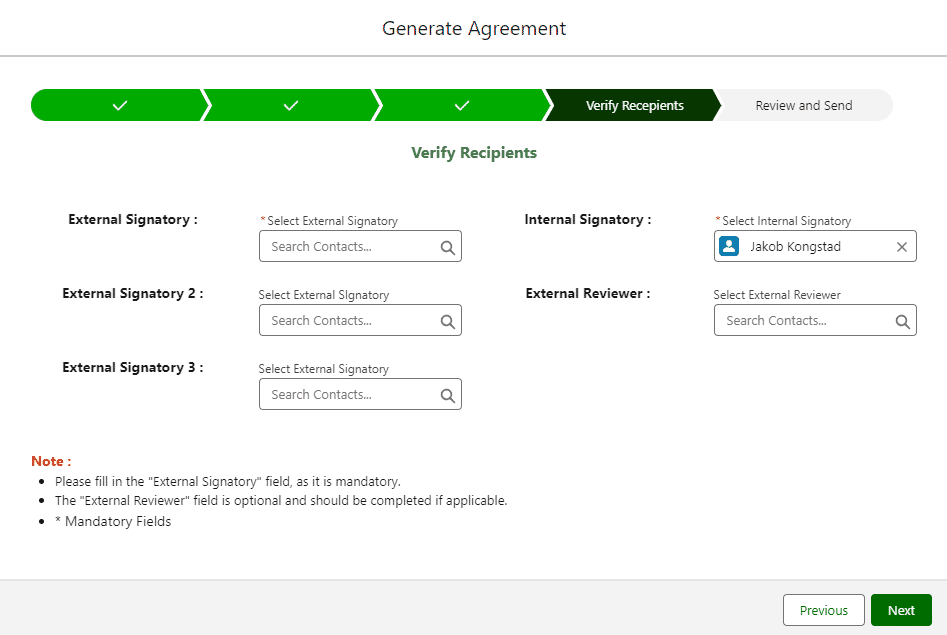 Generate Agreement
Verify Recepients
Review and Send
Verify Recipients
External Signatory :
*Select External Signatory
Search Contacts...
Internal Signatory :
*Select Internal Signatory
Jakob Kongstad
External Signatory 2 :
Select External SIgnatory
Search Contacts...
External Reviewer :
Select External Reviewer
Search Contacts...
External Signatory 3 :
Select External Signatory
Search Contacts...
Note :
Please fill in the "External Signatory" field, as it is mandatory.
The "External Reviewer" field is optional and should be completed if applicable.
* Mandatory Fields
Previous
Next